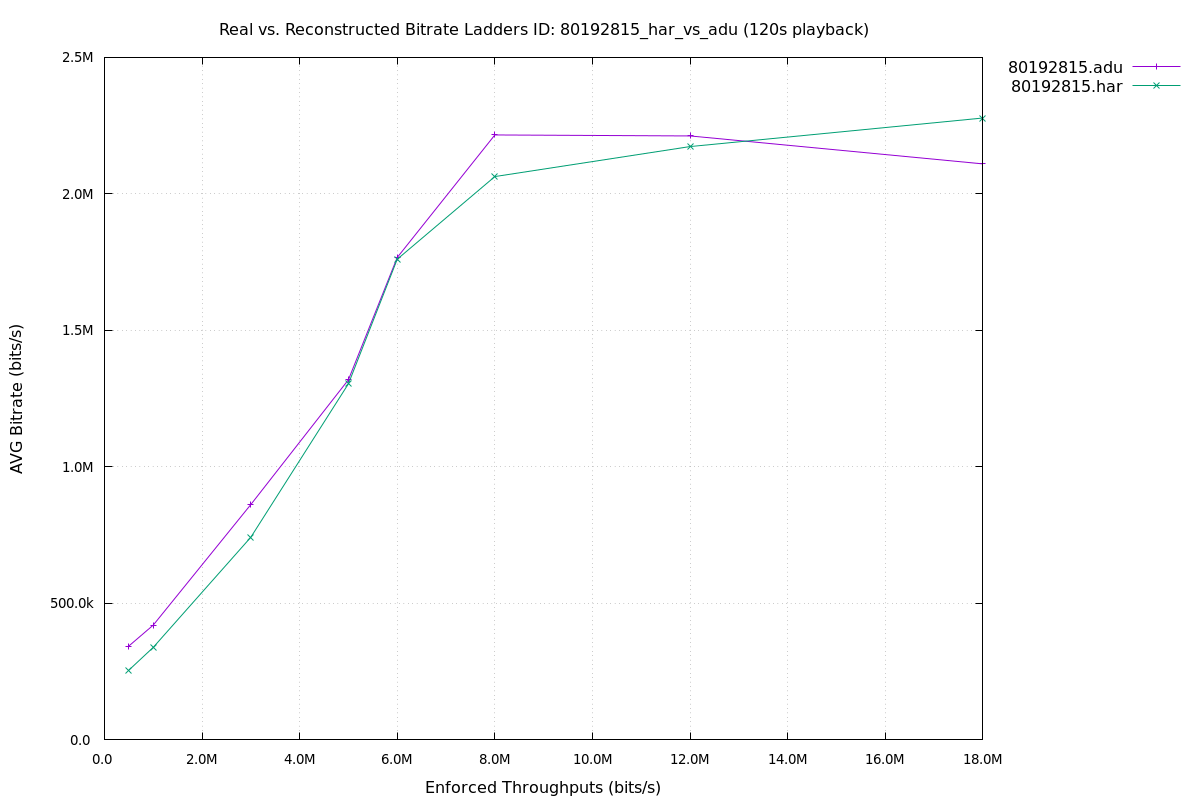 Real vs. Reconstructed Bitrate Ladders ID: 80192815_har_vs_adu (120s playback)
80192815.adu
80192815.har
2.5M
2.0M
1.5M
1.0M
500.0k
0.0
AVG Bitrate (bits/s)
0.0 2.0M 4.0M 6.0M 8.0M 10.0M 12.0M 14.0M 16.0M 18.0M
Enforced Throughputs (bits/s)